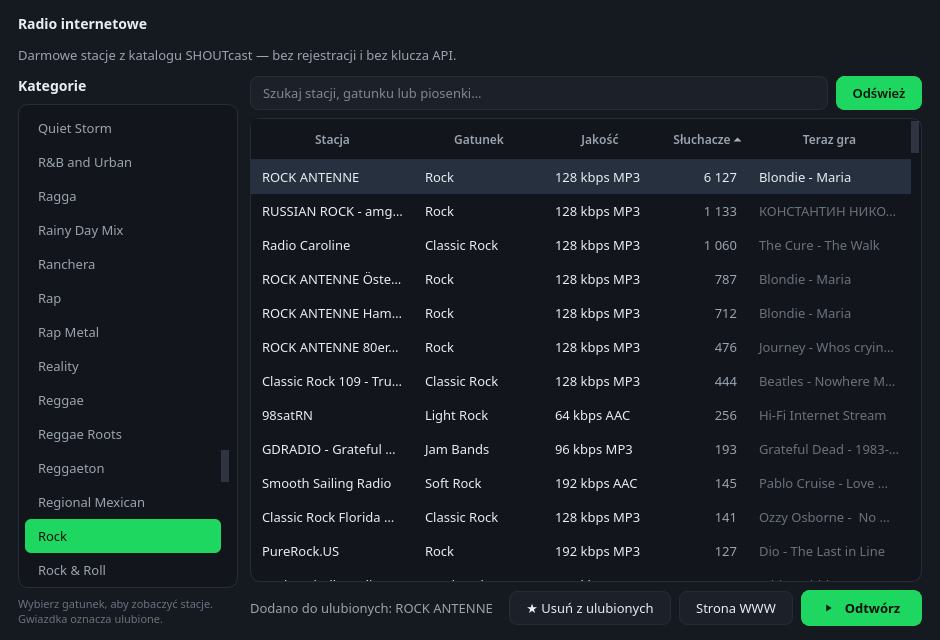 Radio internetowe
Darmowe stacje z katalogu SHOUTcast — bez rejestracji i bez klucza API.
Kategorie
Quiet Storm
R&B and Urban
Ragga
Rainy Day Mix
Ranchera
Rap
Rap Metal
Reality
Reggae
Reggae Roots
Reggaeton
Regional Mexican
Rock
Rock & Roll
Wybierz gatunek, aby zobaczyć stacje.
Gwiazdka oznacza ulubione.
Szukaj stacji, gatunku lub piosenki... Odśwież
Stacja Gatunek Jakość Słuchacze Teraz gra
ROCK ANTENNE Rock 128 kbps MP3 6 127 Blondie - Maria
RUSSIAN ROCK - amg... Rock 128 kbps MP3 1 133 КОНСТАНТИН НИКО...
Radio Caroline Classic Rock 128 kbps MP3 1 060 The Cure - The Walk
ROCK ANTENNE Öste... Rock 128 kbps MP3 787 Blondie - Maria
ROCK ANTENNE Ham... Rock 128 kbps MP3 712 Blondie - Maria
ROCK ANTENNE 80er... Rock 128 kbps MP3 476 Journey - Whos cryin...
Classic Rock 109 - Tru... Classic Rock 128 kbps MP3 444 Beatles - Nowhere M...
98satRN Light Rock 64 kbps AAC 256 Hi-Fi Internet Stream
GDRADIO - Grateful ... Jam Bands 96 kbps MP3 193 Grateful Dead - 1983-...
Smooth Sailing Radio Soft Rock 192 kbps AAC 145 Pablo Cruise - Love ...
Classic Rock Florida ... Classic Rock 128 kbps MP3 141 Ozzy Osborne -  No ...
PureRock.US Rock 192 kbps MP3 127 Dio - The Last in Line
Dodano do ulubionych: ROCK ANTENNE ★ Usuń z ulubionych Strona WWW Odtwórz